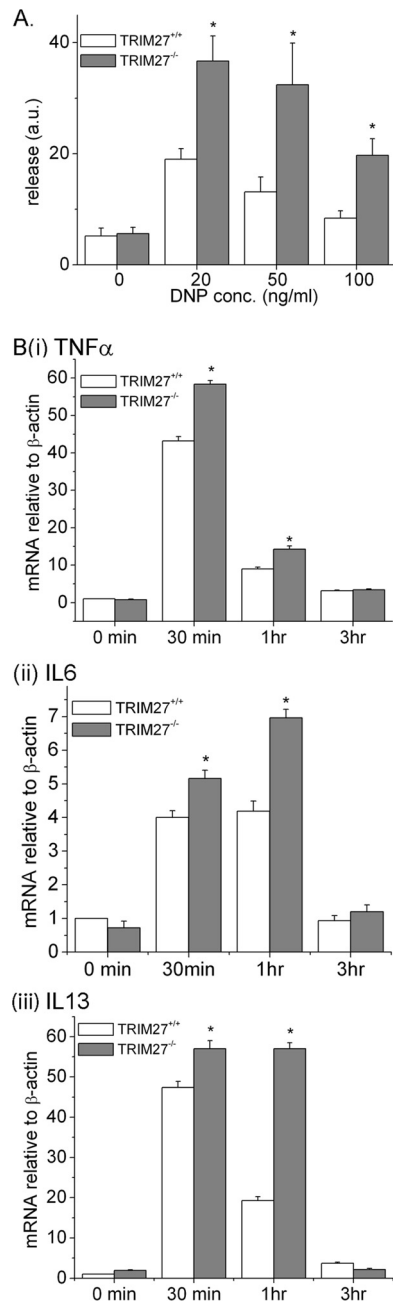 A.
TRIM27+/+
TRIM27-/-
release (a.u.)
40
20
0
* * *
0 20 50 100
DNP conc. (ng/ml)
B(i) TNFα
TRIM27+/+
TRIM27-/-
mRNA relative to β-actin
60
50
40
30
20
10
0
* *
0 min 30 min 1hr 3hr
(ii) IL6
TRIM27+/+
TRIM27-/-
mRNA relative to β-actin
7
6
5
4
3
2
1
0
* *
0 min 30min 1hr 3hr
(iii) IL13
TRIM27+/+
TRIM27-/-
mRNA relative to β-actin
60
50
40
30
20
10
0
* *
0 min 30 min 1hr 3hr